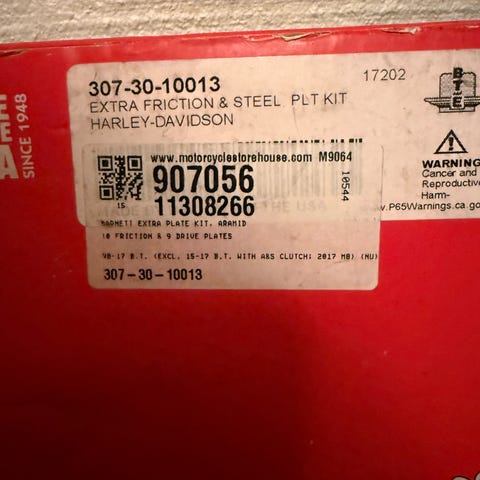 SINCE 1948
307-30-10013
17202
EXTRA FRICTION & STEEL PLT KIT
HARLEY-DAVIDSON
BTE
WARNING
Cancer and
Reproductive
Harm-
.P65Warnings.ca.go
www.motorcyclestorehouse.com M9064
907056
10544
15
11308266
BARNETT EXTRA PLATE KIT, ARAMID
10 FRICTION & 9 DRIVE PLATES
98-17 B.T. (EXCL. 15-17 B.T. WITH A&S CLUTCH; 2017 M8) (NU)
307-30-10013